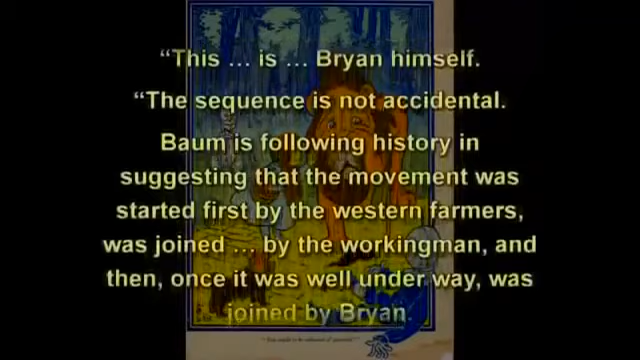 “This ... is ... Bryan himself.
“The sequence is not accidental.
Baum is following history in
suggesting that the movement was
started first by the western farmers,
was joined ... by the workingman, and
then, once it was well under way, was
joined by Bryan.